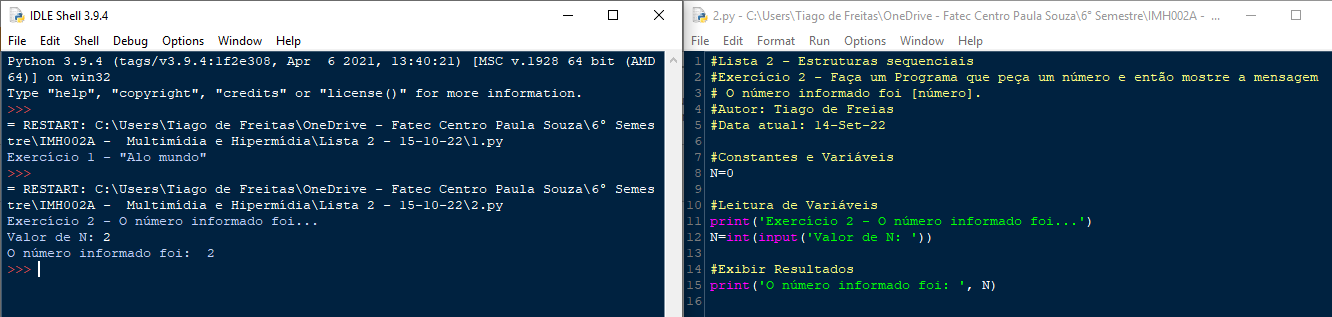 IDLE Shell 3.9.4
File Edit Shell Debug Options Window Help
Python 3.9.4 (tags/v3.9.4:1f2e308, Apr  6 2021, 13:40:21) [MSC v.1928 64 bit (AMD
64)] on win32
Type "help", "copyright", "credits" or "license()" for more information.
>>>
= RESTART: C:\Users\Tiago de Freitas\OneDrive - Fatec Centro Paula Souza\6° Semes
tre\IMH002A -  Multimídia e Hipermídia\Lista 2 - 15-10-22\1.py
Exercício 1 - "Alo mundo"
>>>
= RESTART: C:\Users\Tiago de Freitas\OneDrive - Fatec Centro Paula Souza\6° Semes
tre\IMH002A -  Multimídia e Hipermídia\Lista 2 - 15-10-22\2.py
Exercício 2 - O número informado foi...
Valor de N: 2
O número informado foi:  2
>>>
2.py - C:\Users\Tiago de Freitas\OneDrive - Fatec Centro Paula Souza\6° Semestre\IMH002A - ...
File Edit Format Run Options Window Help
1 #Lista 2 - Estruturas sequenciais
2 #Exercício 2 - Faça um Programa que peça um número e então mostre a mensagem
3 # O número informado foi [número].
4 #Autor: Tiago de Freias
5 #Data atual: 14-Set-22
6
7 #Constantes e Variáveis
8 N=0
9
10 #Leitura de Variáveis
11 print('Exercício 2 - O número informado foi...')
12 N=int(input('Valor de N: '))
13
14 #Exibir Resultados
15 print('O número informado foi: ', N)
16